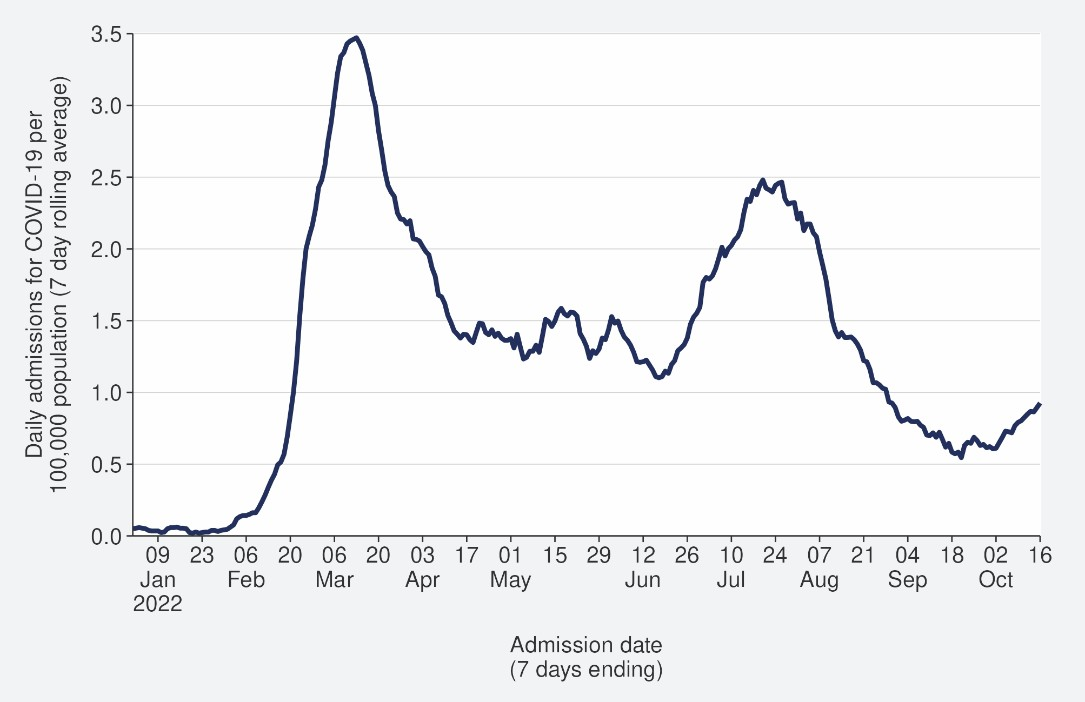 Daily admissions for COVID-19 per
100,000 population (7 day rolling average)
3.5
3.0
2.5
2.0
1.5
1.0
0.5
0.0
09 23 06 20 06 20 03 17 01 15 29 12 26 10 24 07 21 04 18 02 16
Jan Feb Mar Apr May Jun Jul Aug Sep Oct
2022
Admission date
(7 days ending)